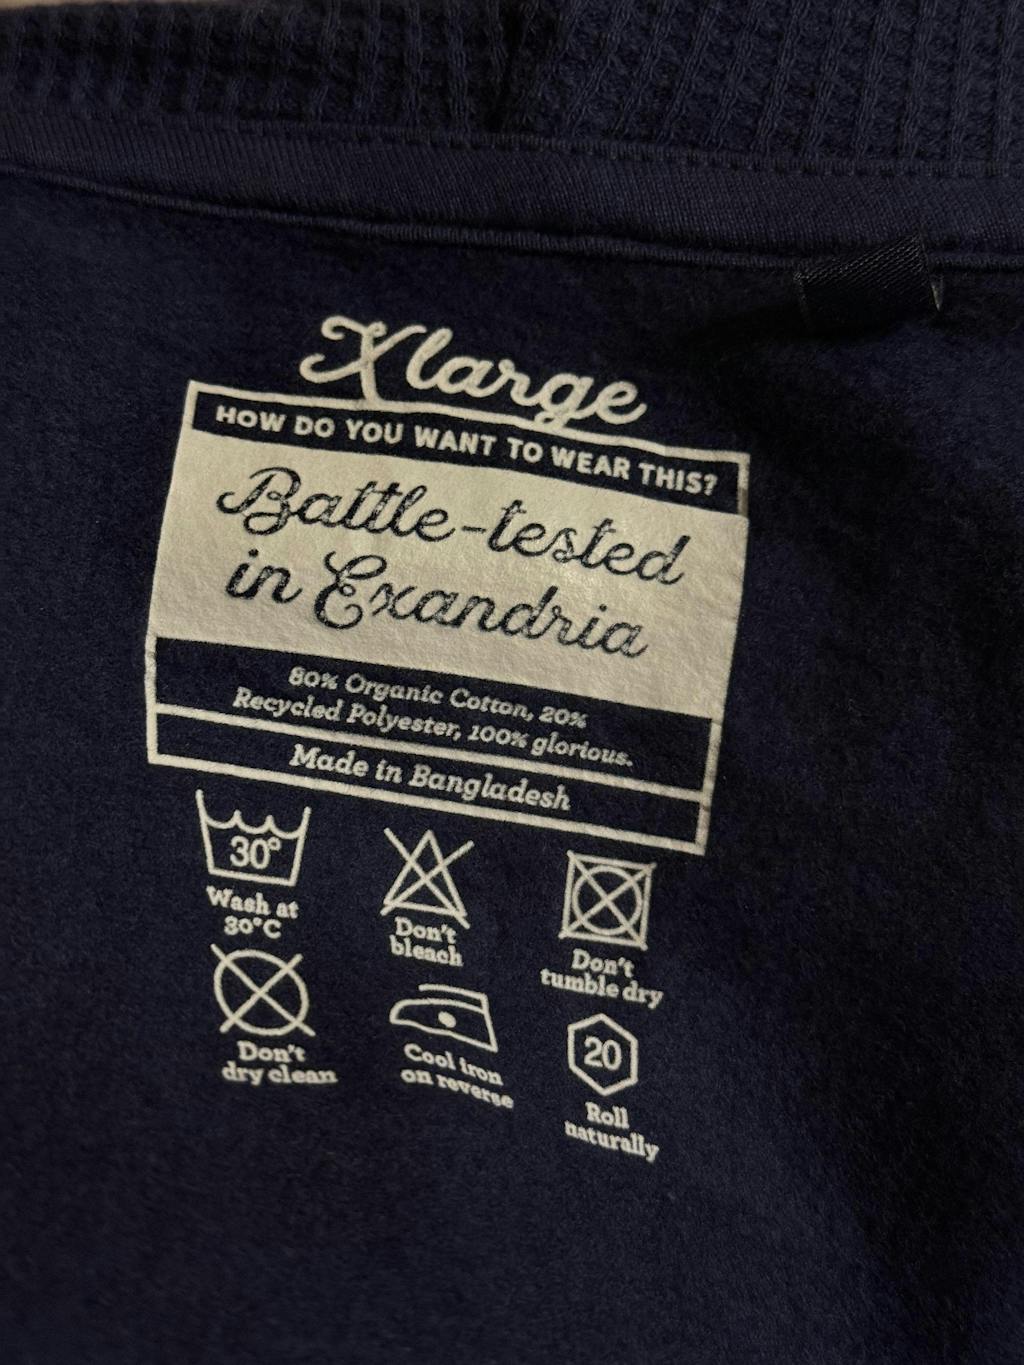 Xlarge
HOW DO YOU WANT TO WEAR THIS?
Battle-tested
in Exandria
80% Organic Cotton, 20%
Recycled Polyester, 100% glorious.
Made in Bangladesh
30°
Wash at
30°C
Don't
bleach
Don't
tumble dry
Don't
dry clean
Cool iron
on reverse
20
Roll
naturally